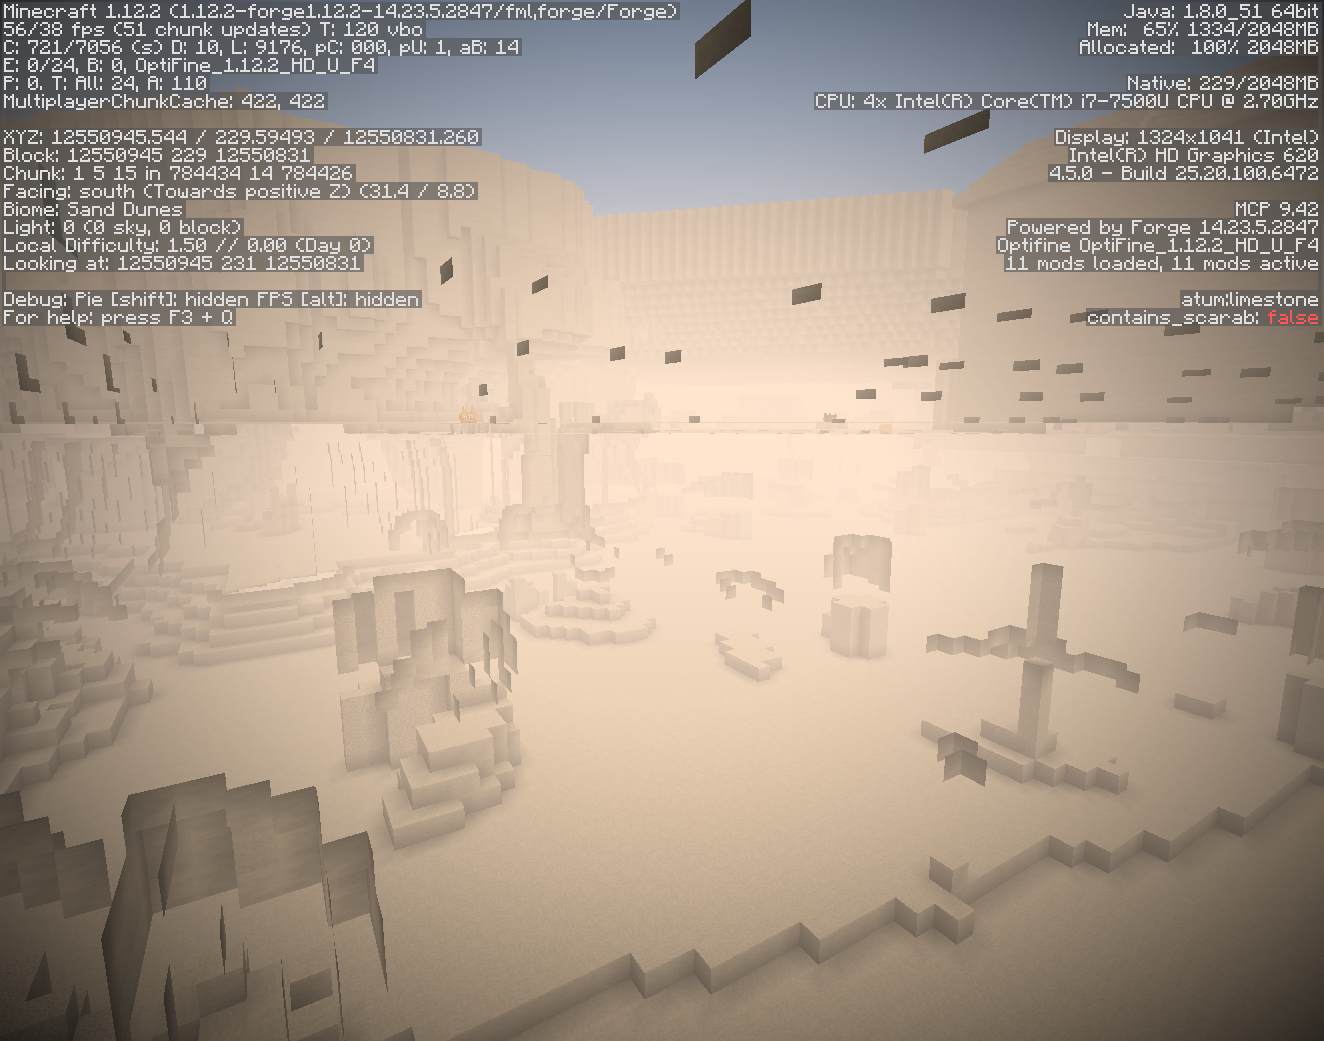 Minecraft 1.12.2 (1.12.2-forge1.12.2-14.23.5.2847/fml,forge/Forge)
56/38 fps (51 chunk updates) T: 120 vbo
C: 721/7056 (s) D: 10, L: 9176, pC: 000, pU: 1, aB: 14
E: 0/24, B: 0, OptiFine_1.12.2_HD_U_F4
P: 0. T: All: 24, A: 110
MultiplayerChunkCache: 422, 422
XYZ: 12550945.544 / 229.59493 / 12550831.260
Block: 12550945 229 12550831
Chunk: 1 5 15 in 784434 14 784426
Facing: south (Towards positive Z) (31.4 / 8.8)
Biome: Sand Dunes
Light: 0 (0 sky, 0 block)
Local Difficulty: 1.50 // 0.00 (Day 0)
Looking at: 12550945 231 12550831
Debug: Pie [shift]: hidden FPS [alt]: hidden
For help: press F3 + Q
Java: 1.8.0_51 64bit
Mem: 65% 1334/2048MB
Allocated: 100% 2048MB
Native: 229/2048MB
CPU: 4x Intel(R) Core(TM) i7-7500U CPU @ 2.70GHz
Display: 1324x1041 (Intel)
Intel(R) HD Graphics 620
4.5.0 - Build 25.20.100.6472
MCP 9.42
Powered by Forge 14.23.5.2847
Optifine OptiFine_1.12.2_HD_U_F4
11 mods loaded, 11 mods active
atum:limestone
contains_scarab: false